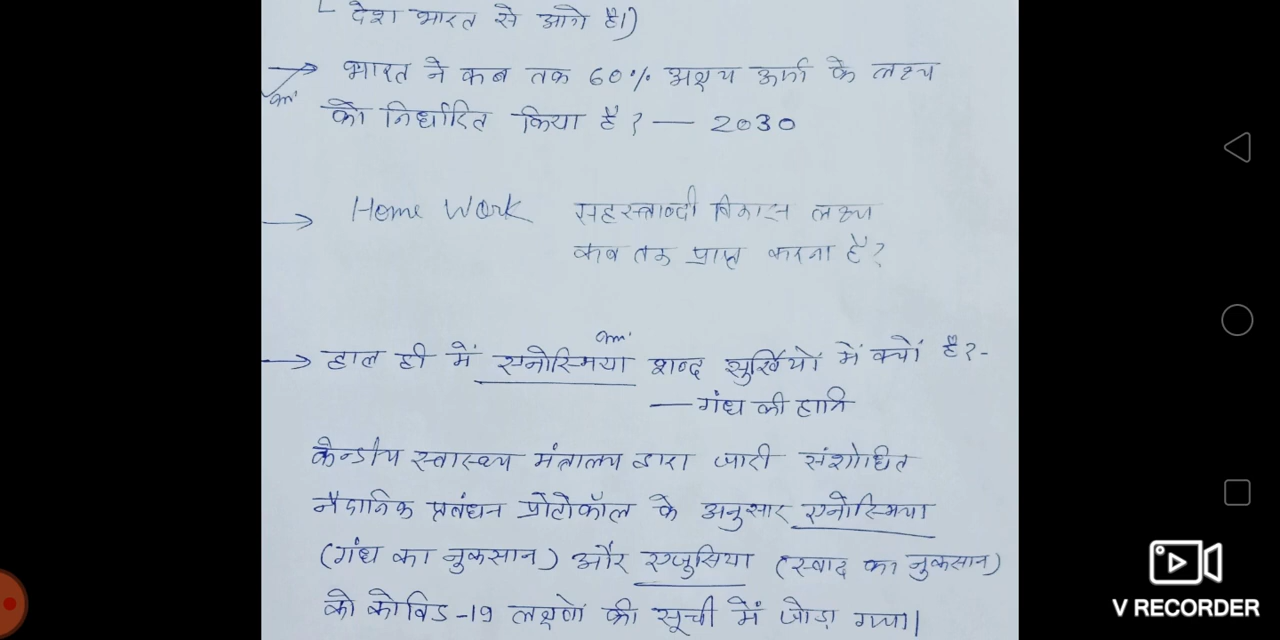 देश भारत से आगे है।)
→ भारत ने कब तक 60% अक्षय ऊर्जा के लक्ष्य
को निर्धारित किया है? — 2030
→ Home Work सहस्त्राब्दी विकास लक्ष्य
कब तक प्राप्त करना है?
→ हाल ही में एनोस्मिया शब्द सुर्खियों में क्यों है? -
— गंध की हानि
केन्द्रीय स्वास्थ्य मंत्रालय द्वारा जारी संशोधित
नैदानिक प्रबंधन प्रोटोकॉल के अनुसार एनोस्मिया
(गंध का नुकसान) और एजुसिया (स्वाद का नुकसान)
को कोविड-19 लक्षणों की सूची में जोड़ा गया।
V RECORDER